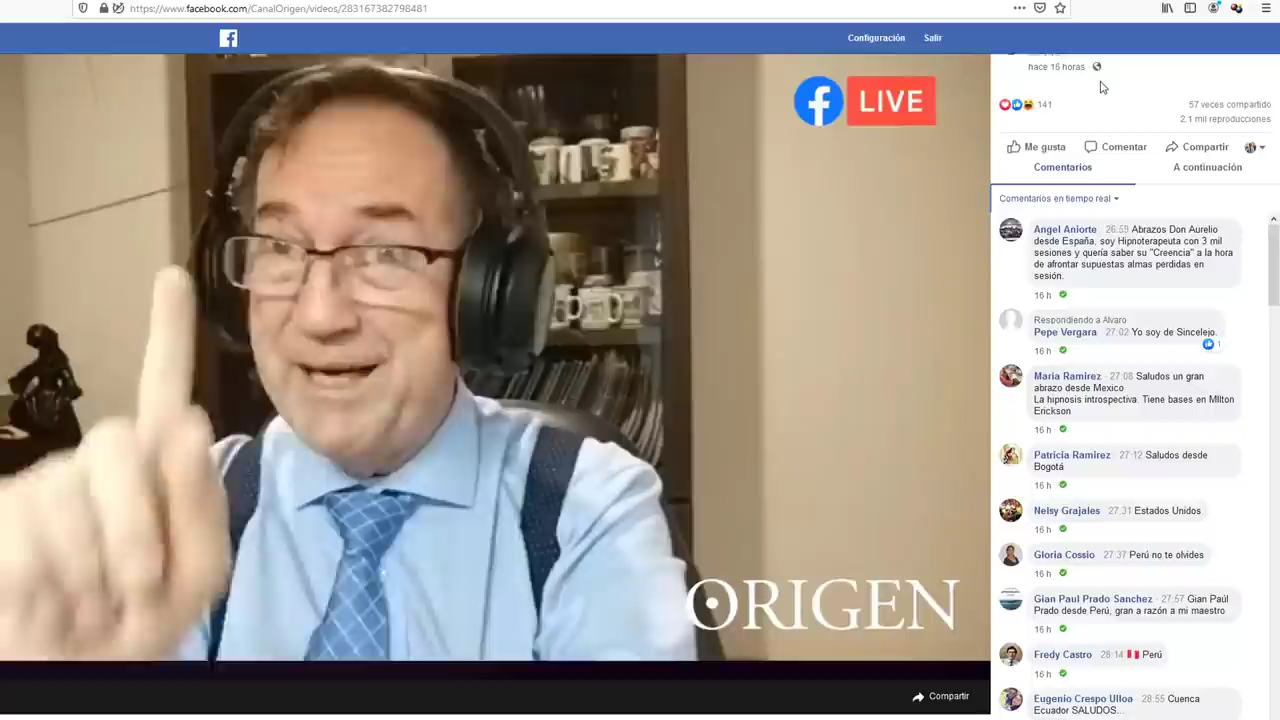 https://www.facebook.com/CanalOrigen/videos/283167382798481
Configuración
Salir
LIVE
ORIGEN
Compartir
hace 16 horas
141
57 veces compartido
2.1 mil reproducciones
Me gusta
Comentar
Compartir
Comentarios
A continuación
Comentarios en tiempo real
Angel Aniorte 26:59 Abrazos Don Aurelio
desde España, soy Hipnoterapeuta con 3 mil
sesiones y quería saber su "Creencia" a la hora
de afrontar supuestas almas perdidas en
sesión.
16 h
Respondiendo a Alvaro
Pepe Vergara 27:02 Yo soy de Sincelejo.
1
16 h
Maria Ramirez · 27:08 Saludos un gran
abrazo desde Mexico
La hipnosis introspectiva. Tiene bases en MIlton
Erickson
16 h
Patricia Ramirez · 27:12 Saludos desde
Bogotá
16 h
Nelsy Grajales · 27:31 Estados Unidos
16 h
Gloria Cossio · 27:37 Perú no te olvides
16 h
Gian Paul Prado Sanchez · 27:57 Gian Paúl
Prado desde Perú, gran a razón a mi maestro
16 h
Fredy Castro · 28:14 Perú
16 h
Eugenio Crespo Ulloa · 28:55 Cuenca
Ecuador SALUDOS...